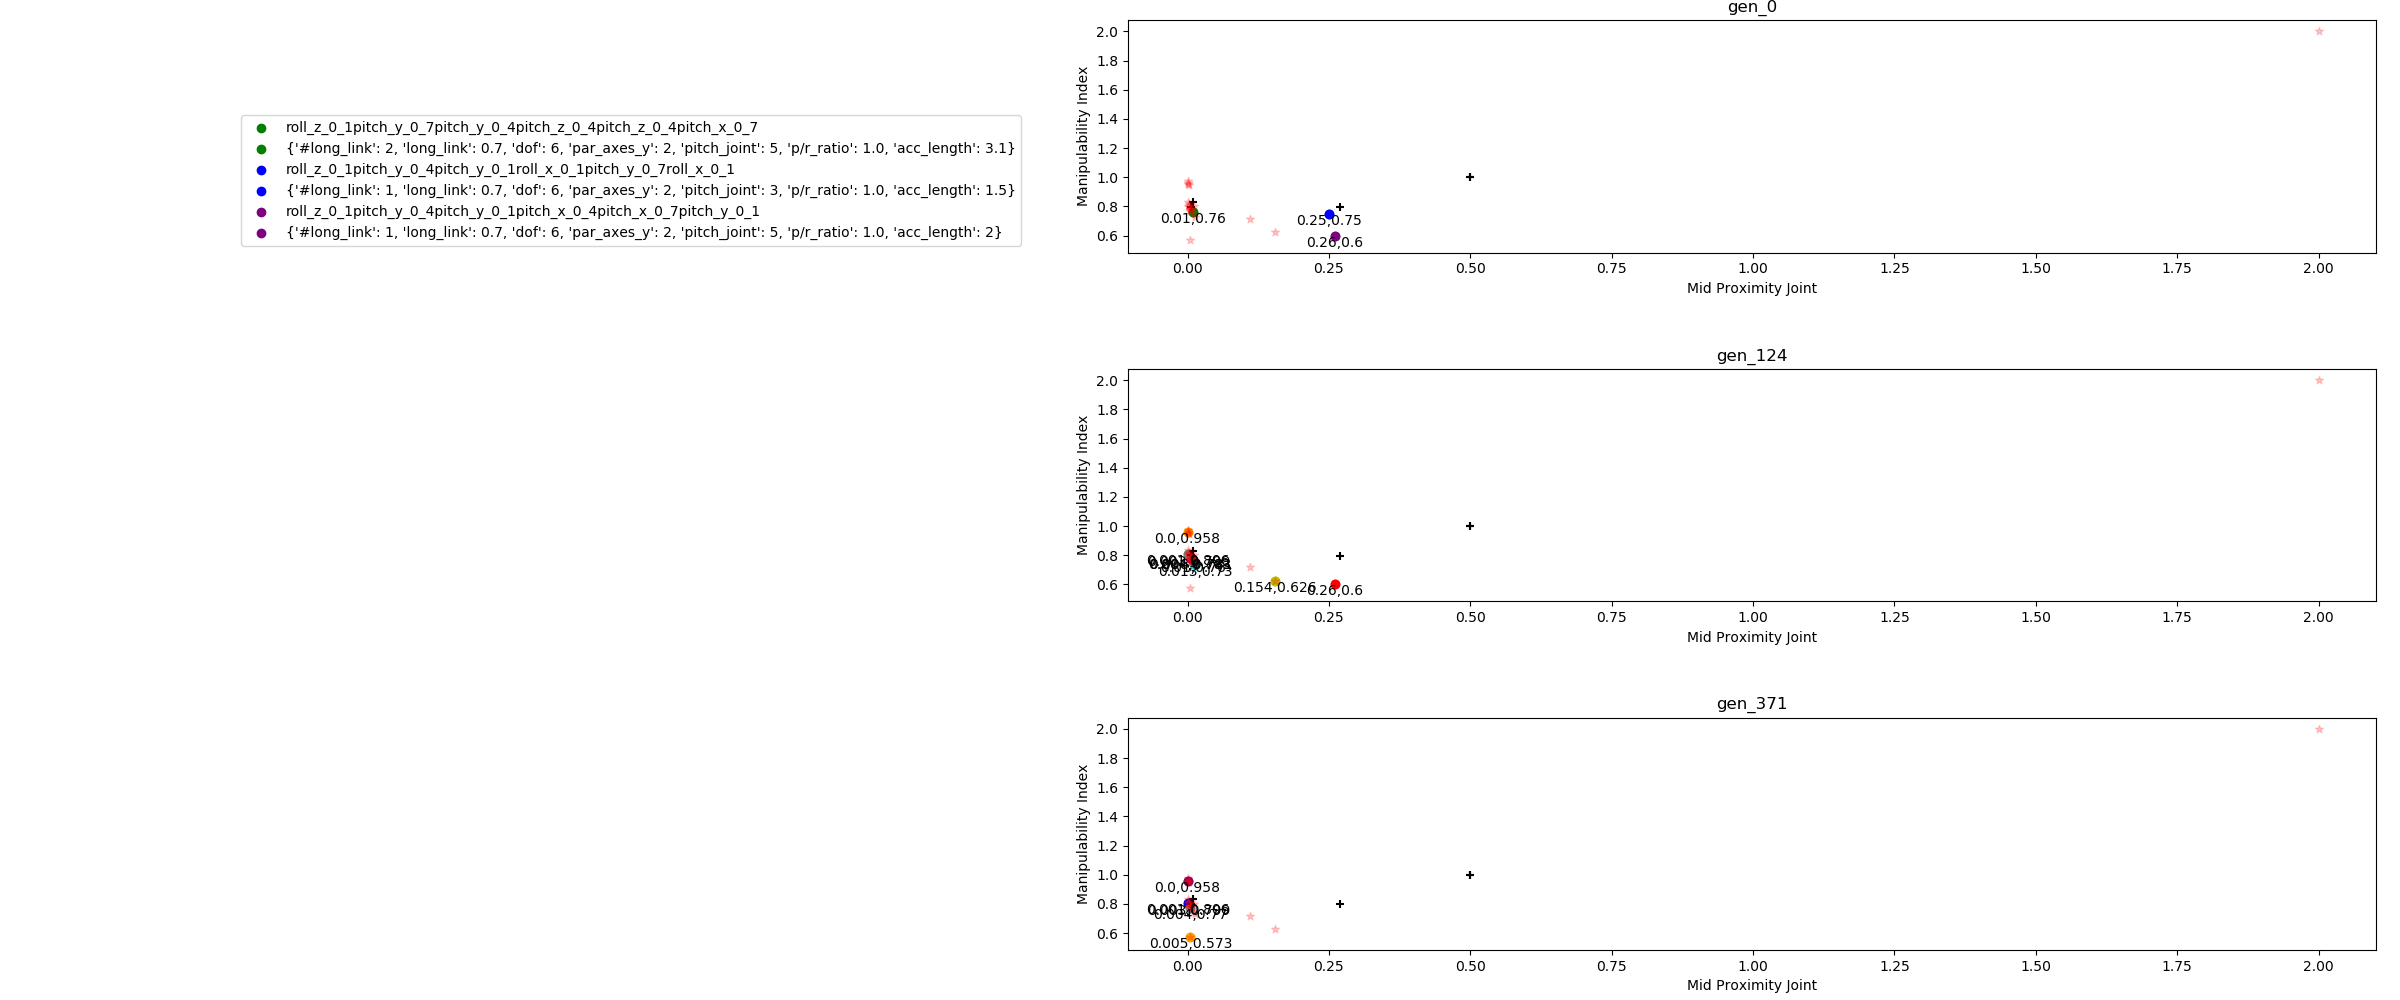 roll_z_0_1pitch_y_0_7pitch_y_0_4pitch_z_0_4pitch_z_0_4pitch_x_0_7
{'#long_link': 2, 'long_link': 0.7, 'dof': 6, 'par_axes_y': 2, 'pitch_joint': 5, 'p/r_ratio': 1.0, 'acc_length': 3.1}
roll_z_0_1pitch_y_0_4pitch_y_0_1roll_x_0_1pitch_y_0_7roll_x_0_1
{'#long_link': 1, 'long_link': 0.7, 'dof': 6, 'par_axes_y': 2, 'pitch_joint': 3, 'p/r_ratio': 1.0, 'acc_length': 1.5}
roll_z_0_1pitch_y_0_4pitch_y_0_1pitch_x_0_4pitch_x_0_7pitch_y_0_1
{'#long_link': 1, 'long_link': 0.7, 'dof': 6, 'par_axes_y': 2, 'pitch_joint': 5, 'p/r_ratio': 1.0, 'acc_length': 2}
gen_0
Manipulability Index
2.0
1.8
1.6
1.4
1.2
1.0
0.8
0.6
0.01,0.76
0.25,0.75
0.26,0.6
0.00 0.25 0.50 0.75 1.00 1.25 1.50 1.75 2.00
Mid Proximity Joint
gen_124
Manipulability Index
2.0
1.8
1.6
1.4
1.2
1.0
0.8
0.6
0.0,0.958
0.013,0.73
0.154,0.626
0.26,0.6
0.00 0.25 0.50 0.75 1.00 1.25 1.50 1.75 2.00
Mid Proximity Joint
gen_371
Manipulability Index
2.0
1.8
1.6
1.4
1.2
1.0
0.8
0.6
0.0,0.958
0.004,0.77
0.005,0.573
0.00 0.25 0.50 0.75 1.00 1.25 1.50 1.75 2.00
Mid Proximity Joint